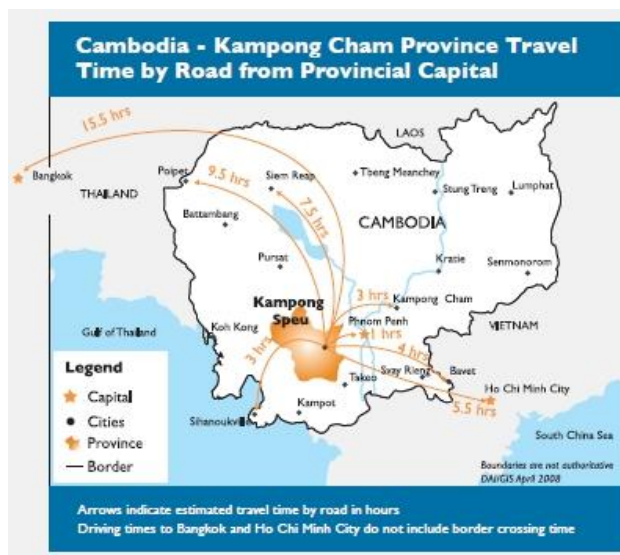 Cambodia - Kampong Cham Province Travel
Time by Road from Provincial Capital
15.5 hrs
LAOS
Bangkok
Poipet
9.5 hrs
Siem Reap
Tbeng Meanchey
THAILAND
7.5 hrs
Stung Treng
Lumphat
Battambang
CAMBODIA
Pursat
Kratie
Senmonorom
Kampong
Speu
3 hrs
Kampong Cham
Phnom Penh
1 hrs
VIETNAM
Gulf of Thailand
Koh Kong
3 hrs
4 hrs
Legend
Svay Rieng
Bavet
Takeo
Ho Chi Minh City
Capital
5.5 hrs
Cities
Kampot
Province
Sihanoukville
South China Sea
Border
Boundaries are not authoritative
DAI/GIS April 2008
Arrows indicate estimated travel time by road in hours
Driving times to Bangkok and Ho Chi Minh City do not include border crossing time